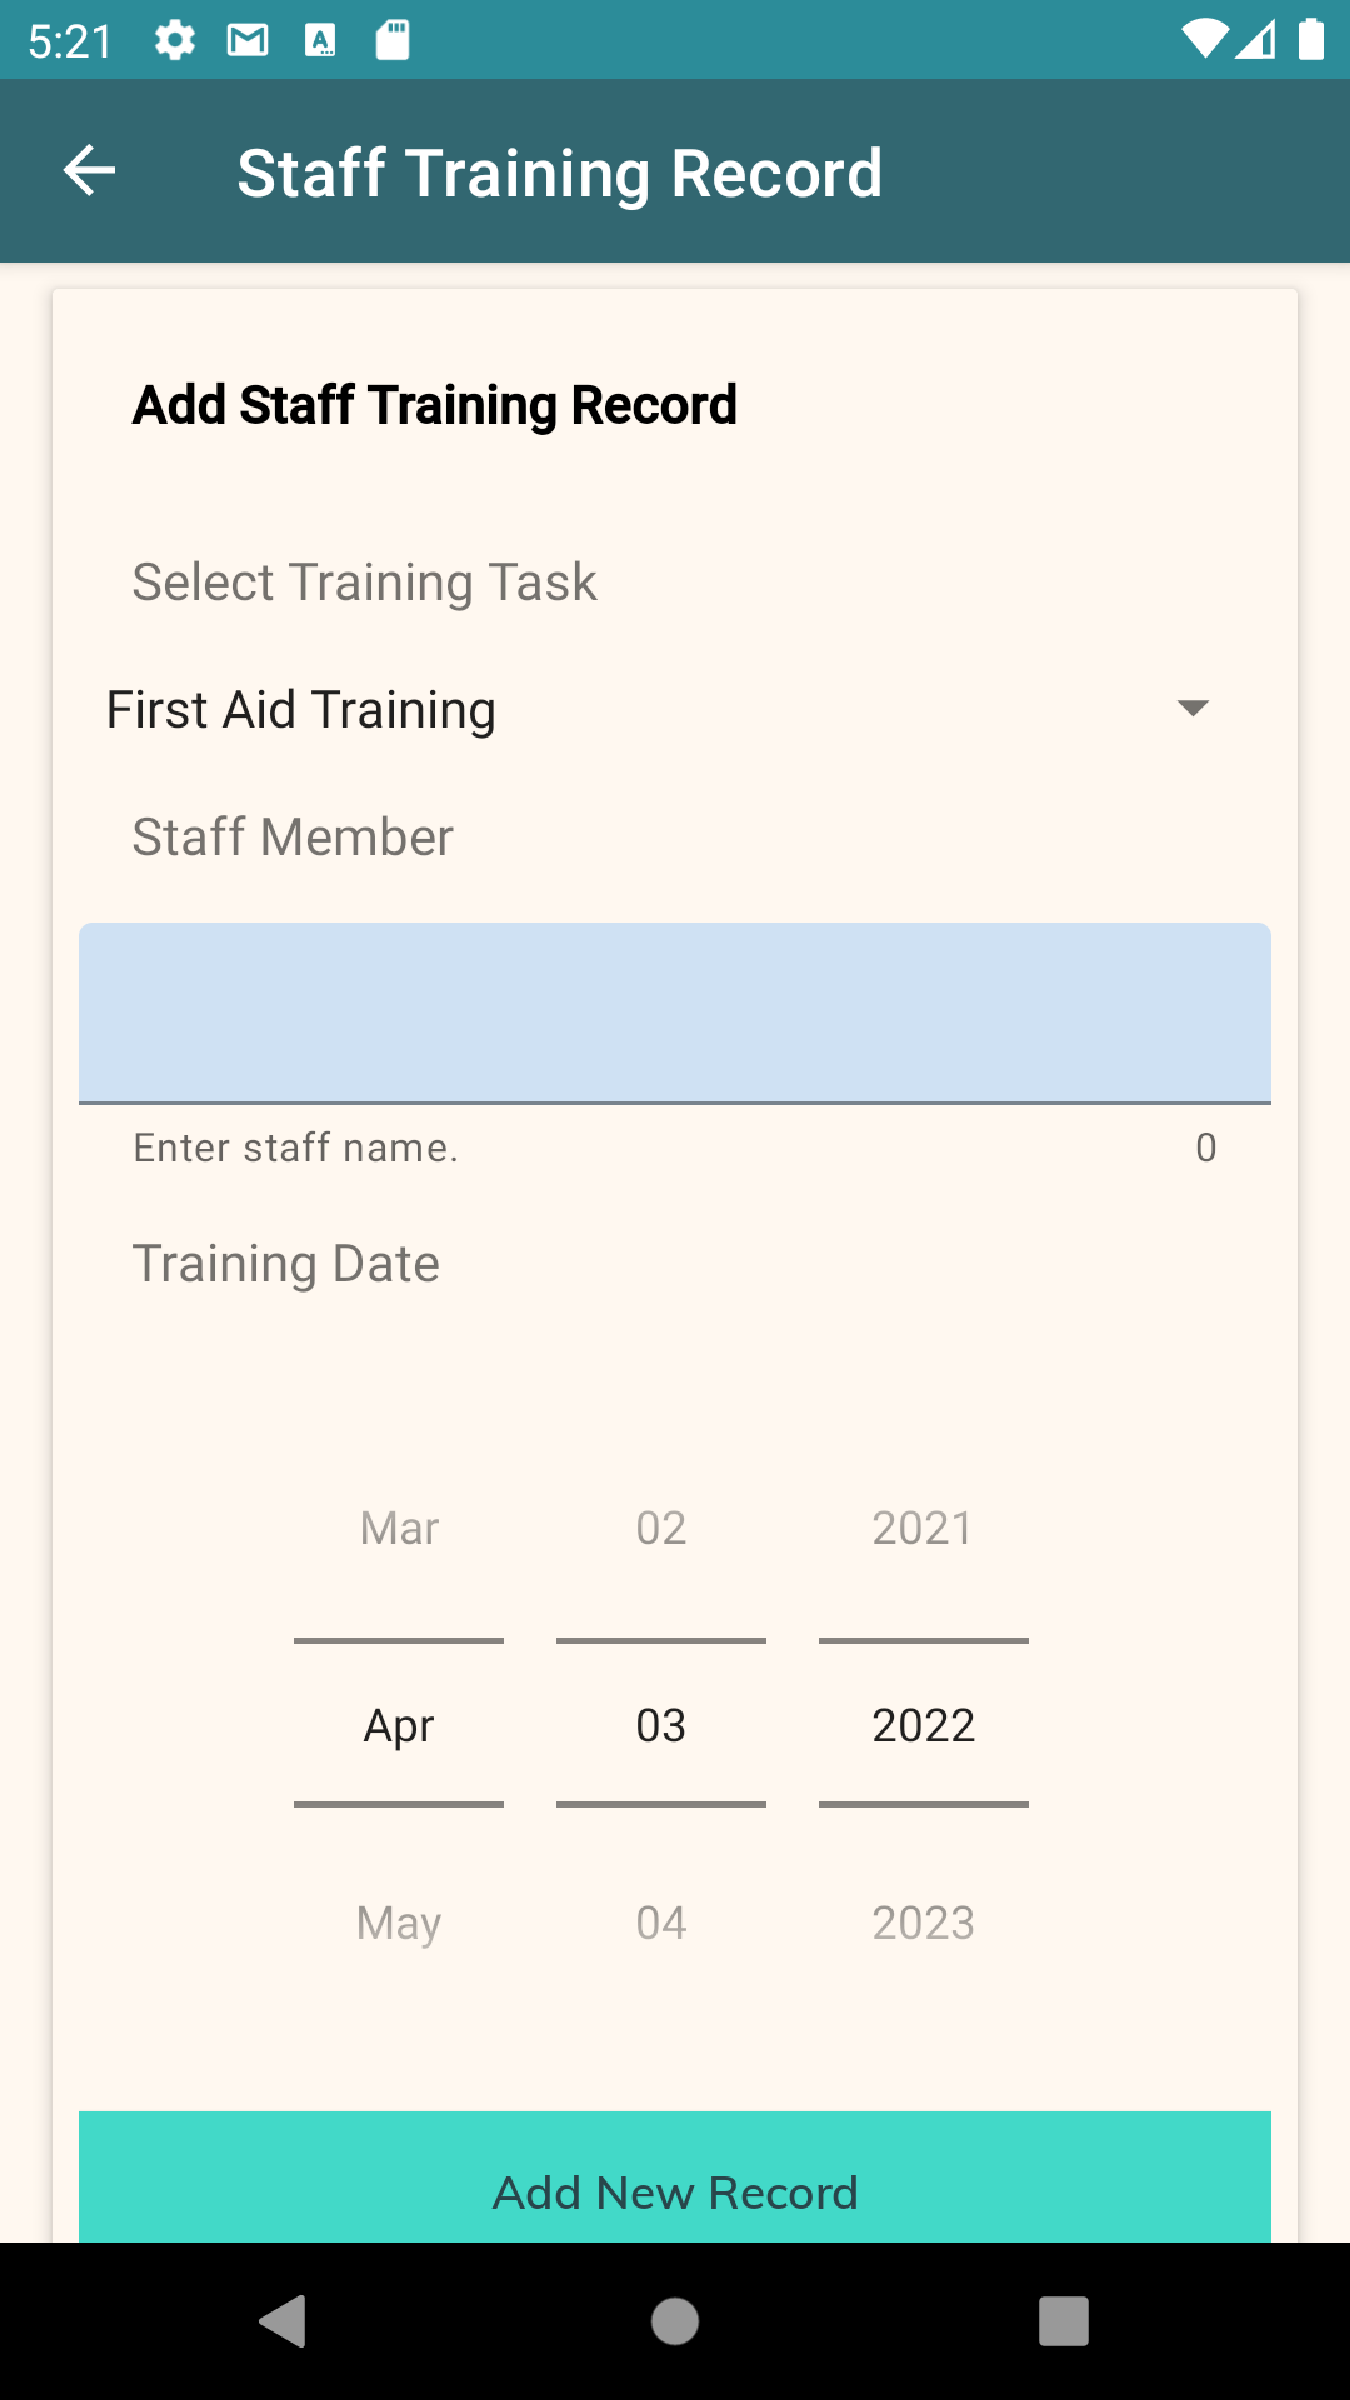 5:21
Staff Training Record
Add Staff Training Record
Select Training Task
First Aid Training
Staff Member
Enter staff name. 0
Training Date
Mar 02 2021
Apr 03 2022
May 04 2023
Add New Record